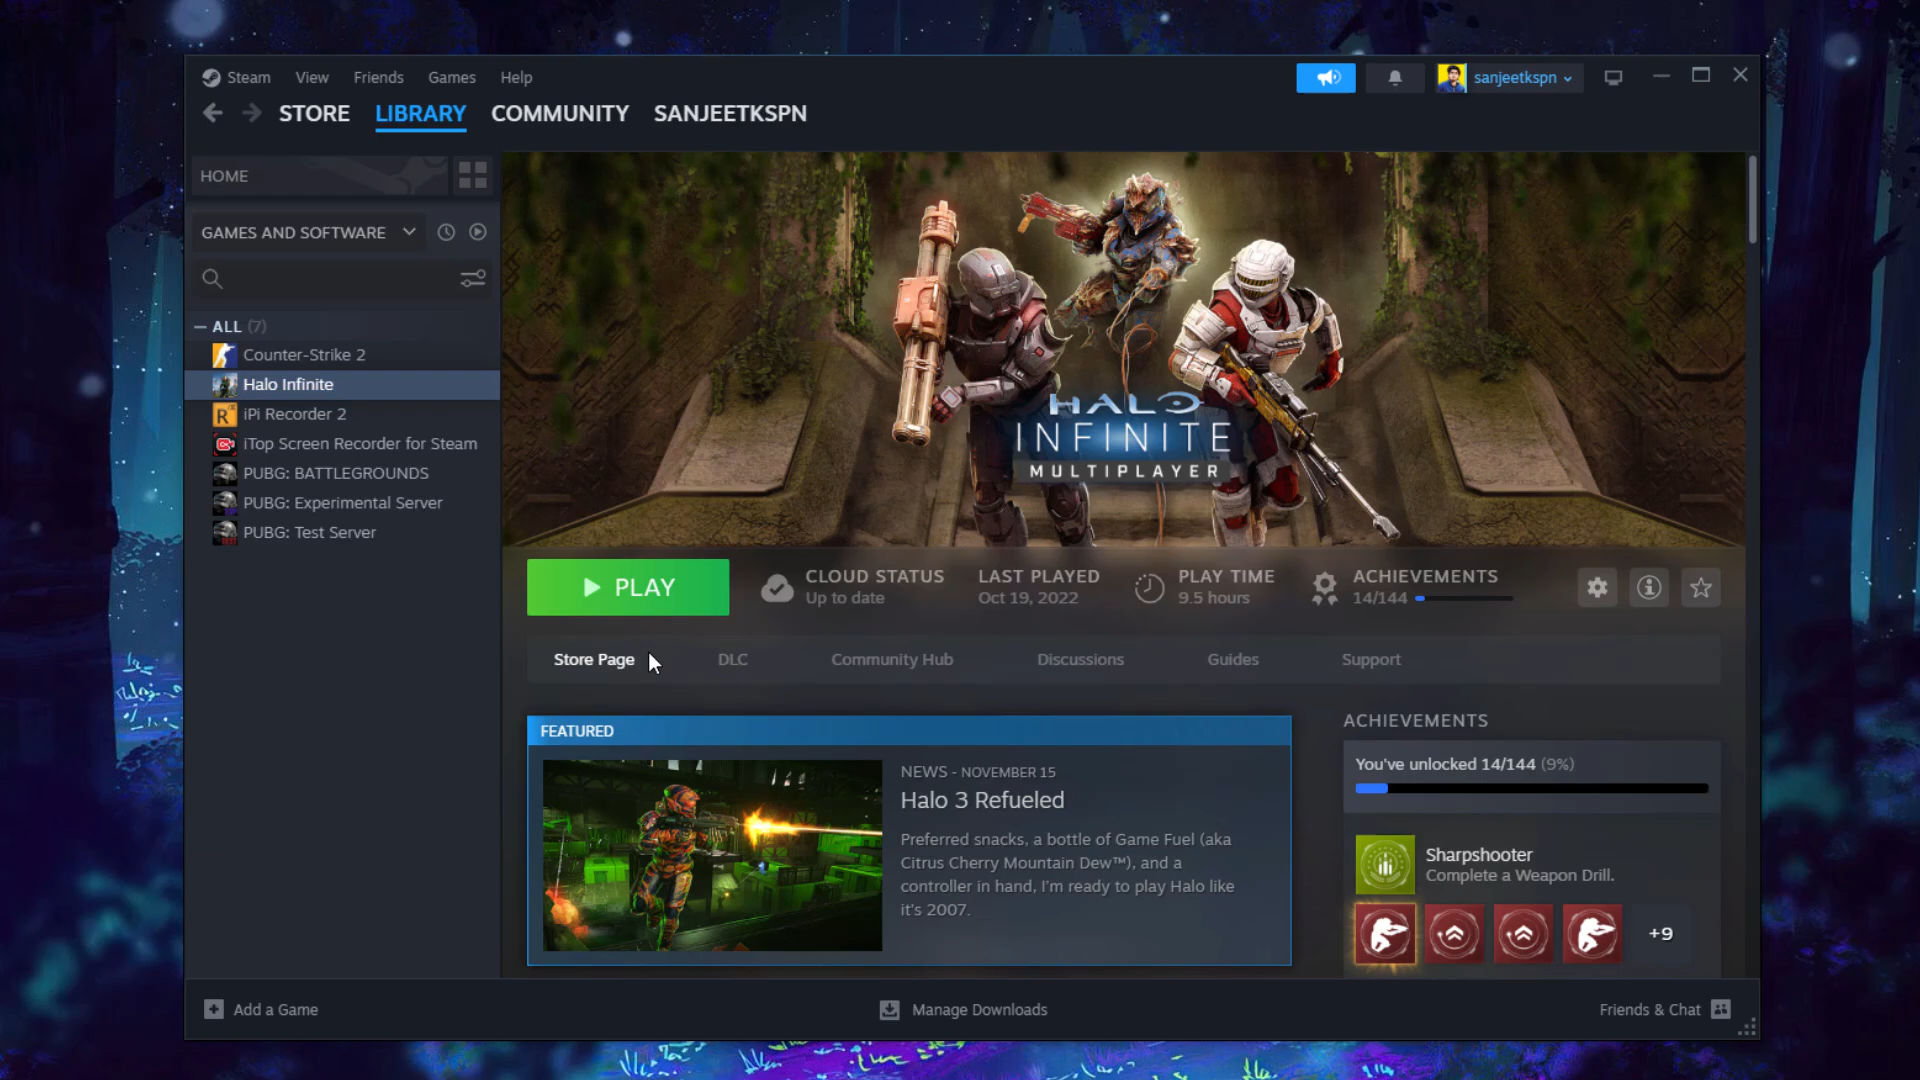 Steam View Friends Games Help
sanjeetkspn
STORE LIBRARY COMMUNITY SANJEETKSPN
HOME
GAMES AND SOFTWARE
ALL (7)
Counter-Strike 2
Halo Infinite
iPi Recorder 2
iTop Screen Recorder for Steam
PUBG: BATTLEGROUNDS
PUBG: Experimental Server
PUBG: Test Server
HALO
INFINITE
MULTIPLAYER
PLAY
CLOUD STATUS
Up to date
LAST PLAYED
Oct 19, 2022
PLAY TIME
9.5 hours
ACHIEVEMENTS
14/144
Store Page DLC Community Hub Discussions Guides Support
FEATURED
NEWS - NOVEMBER 15
Halo 3 Refueled
Preferred snacks, a bottle of Game Fuel (aka
Citrus Cherry Mountain Dew™), and a
controller in hand, I'm ready to play Halo like
it's 2007.
ACHIEVEMENTS
You've unlocked 14/144 (9%)
Sharpshooter
Complete a Weapon Drill.
+9
Add a Game
Manage Downloads
Friends & Chat